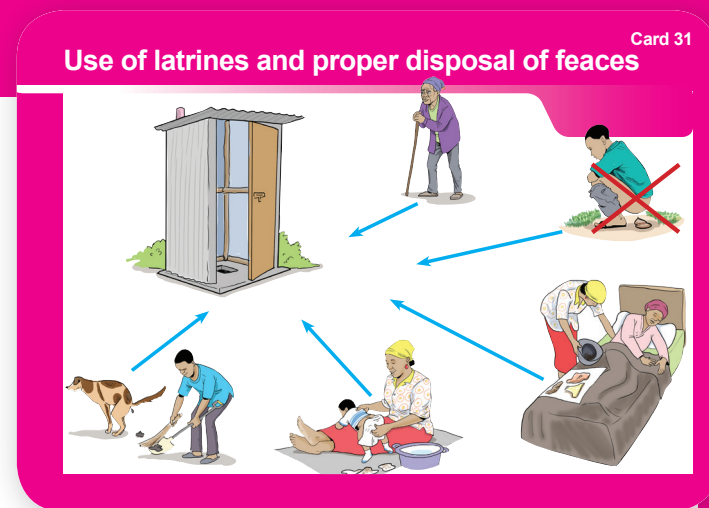 Card 31
Use of latrines and proper disposal of feaces